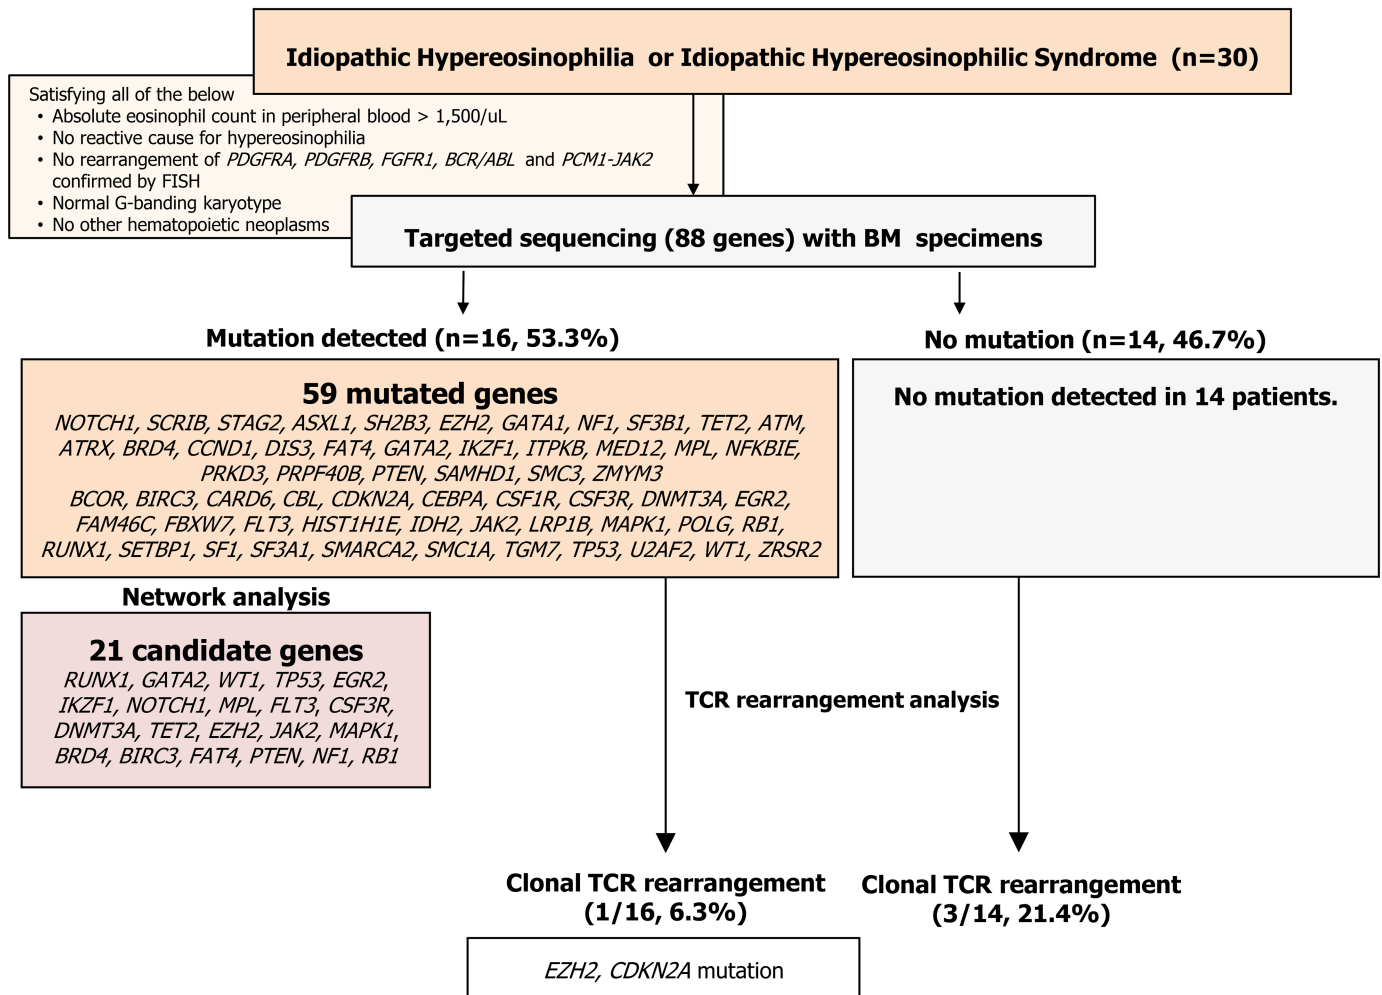 Idiopathic Hypereosinophilia or Idiopathic Hypereosinophilic Syndrome (n=30)
Satisfying all of the below
• Absolute eosinophil count in peripheral blood > 1,500/uL
• No reactive cause for hypereosinophilia
• No rearrangement of PDGFRA, PDGFRB, FGFR1, BCR/ABL and PCM1-JAK2
confirmed by FISH
• Normal G-banding karyotype
• No other hematopoietic neoplasms
Targeted sequencing (88 genes) with BM specimens
Mutation detected (n=16, 53.3%)
59 mutated genes
NOTCH1, SCRIB, STAG2, ASXL1, SH2B3, EZH2, GATA1, NF1, SF3B1, TET2, ATM,
ATRX, BRD4, CCND1, DIS3, FAT4, GATA2, IKZF1, ITPKB, MED12, MPL, NFKBIE,
PRKD3, PRPF40B, PTEN, SAMHD1, SMC3, ZMYM3
BCOR, BIRC3, CARD6, CBL, CDKN2A, CEBPA, CSF1R, CSF3R, DNMT3A, EGR2,
FAM46C, FBXW7, FLT3, HIST1H1E, IDH2, JAK2, LRP1B, MAPK1, POLG, RB1,
RUNX1, SETBP1, SF1, SF3A1, SMARCA2, SMC1A, TGM7, TP53, U2AF2, WT1, ZRSR2
No mutation (n=14, 46.7%)
No mutation detected in 14 patients.
Network analysis
21 candidate genes
RUNX1, GATA2, WT1, TP53, EGR2,
IKZF1, NOTCH1, MPL, FLT3, CSF3R,
DNMT3A, TET2, EZH2, JAK2, MAPK1,
BRD4, BIRC3, FAT4, PTEN, NF1, RB1
TCR rearrangement analysis
Clonal TCR rearrangement
(1/16, 6.3%)
EZH2, CDKN2A mutation
Clonal TCR rearrangement
(3/14, 21.4%)